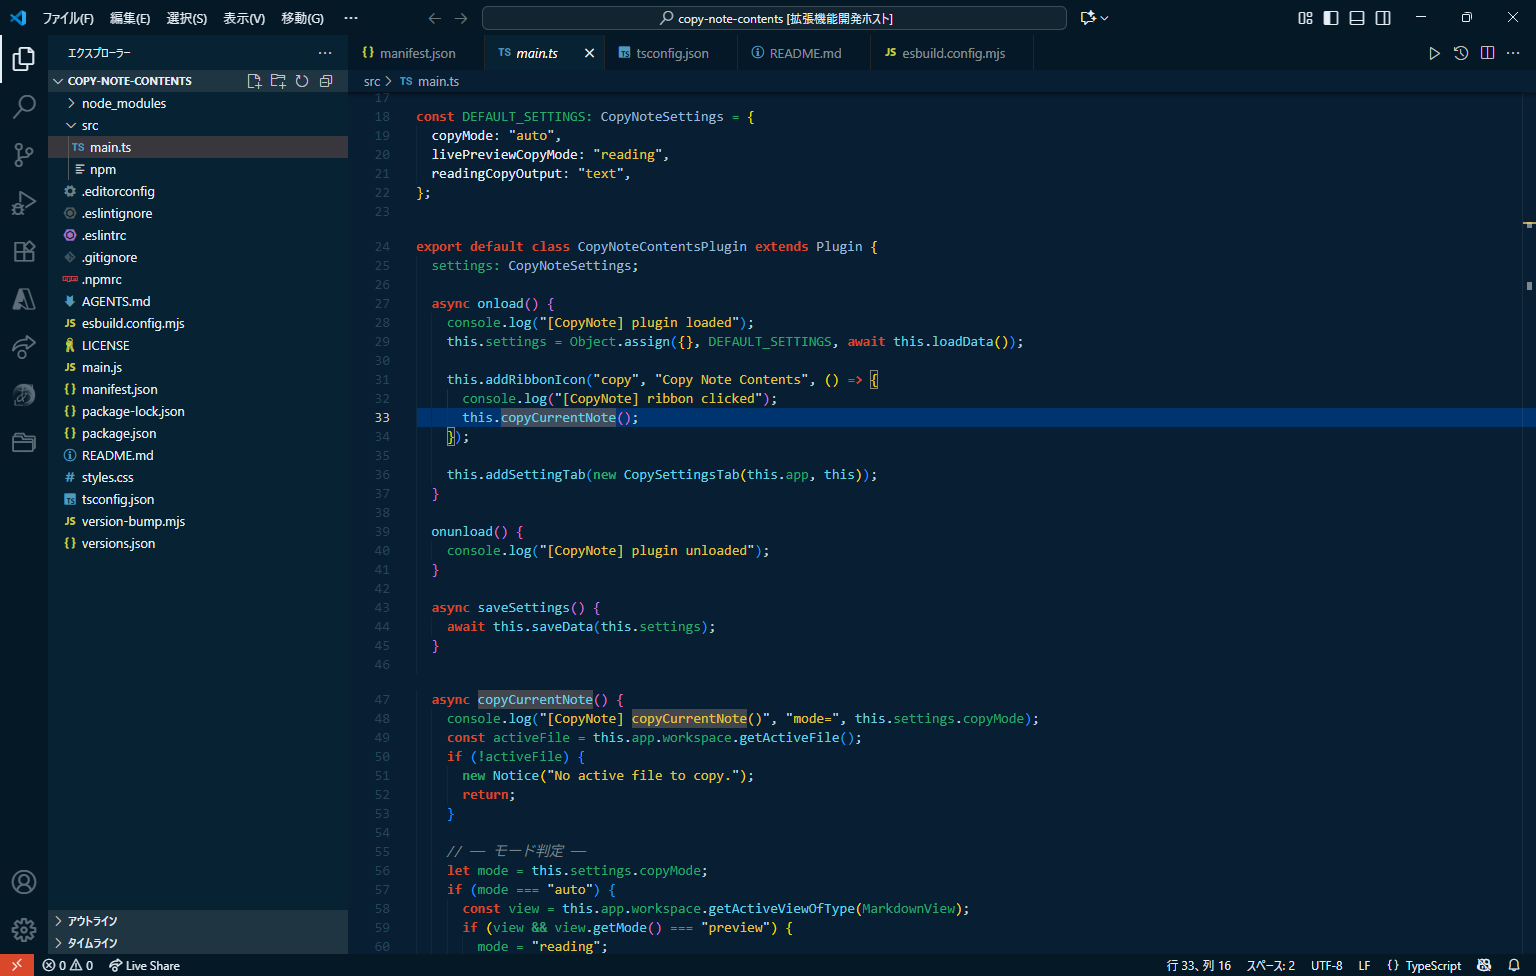 ファイル(F) 編集(E) 選択(S) 表示(V) 移動(G) ···
copy-note-contents [拡張機能開発ホスト]
エクスプローラー ···
COPY-NOTE-CONTENTS
node_modules
src
TS main.ts
npm
.editorconfig
.eslintignore
.eslintrc
.gitignore
npm .npmrc
AGENTS.md
JS esbuild.config.mjs
LICENSE
JS main.js
{} manifest.json
{} package-lock.json
{} package.json
README.md
# styles.css
TS tsconfig.json
JS version-bump.mjs
{} versions.json
アウトライン
タイムライン
{} manifest.json TS main.ts TS tsconfig.json README.md JS esbuild.config.mjs
src > TS main.ts
17
18 const DEFAULT_SETTINGS: CopyNoteSettings = {
19 copyMode: "auto",
20 livePreviewCopyMode: "reading",
21 readingCopyOutput: "text",
22 };
23
24 export default class CopyNoteContentsPlugin extends Plugin {
25 settings: CopyNoteSettings;
26
27 async onload() {
28 console.log("[CopyNote] plugin loaded");
29 this.settings = Object.assign({}, DEFAULT_SETTINGS, await this.loadData());
30
31 this.addRibbonIcon("copy", "Copy Note Contents", () => {
32 console.log("[CopyNote] ribbon clicked");
33 this.copyCurrentNote();
34 });
35
36 this.addSettingTab(new CopySettingsTab(this.app, this));
37 }
38
39 onunload() {
40 console.log("[CopyNote] plugin unloaded");
41 }
42
43 async saveSettings() {
44 await this.saveData(this.settings);
45 }
46
47 async copyCurrentNote() {
48 console.log("[CopyNote] copyCurrentNote()", "mode=", this.settings.copyMode);
49 const activeFile = this.app.workspace.getActiveFile();
50 if (!activeFile) {
51 new Notice("No active file to copy.");
52 return;
53 }
54
55 // ── モード判定 ──
56 let mode = this.settings.copyMode;
57 if (mode === "auto") {
58 const view = this.app.workspace.getActiveViewOfType(MarkdownView);
59 if (view && view.getMode() === "preview") {
60 mode = "reading";
0 0 Live Share 行 33、列 16 スペース: 2 UTF-8 LF {} TypeScript